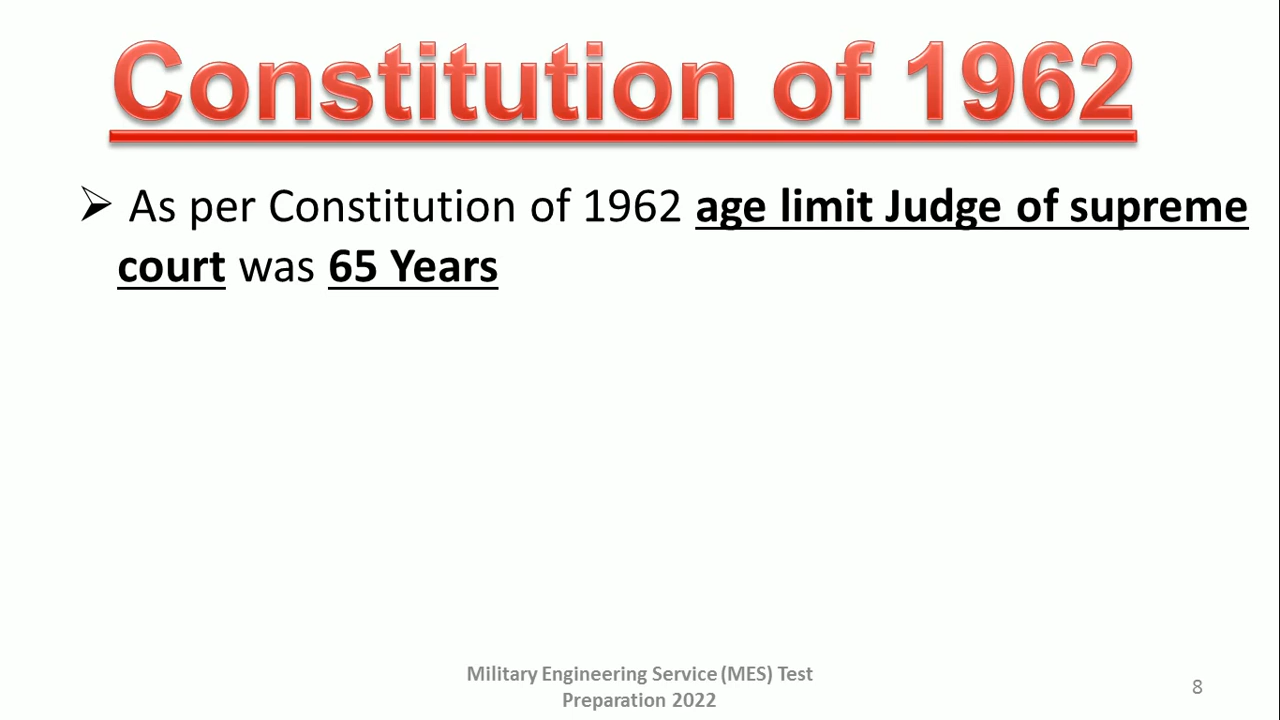 Constitution of 1962
➢ As per Constitution of 1962 age limit Judge of supreme
court was 65 Years
Military Engineering Service (MES) Test
Preparation 2022
8